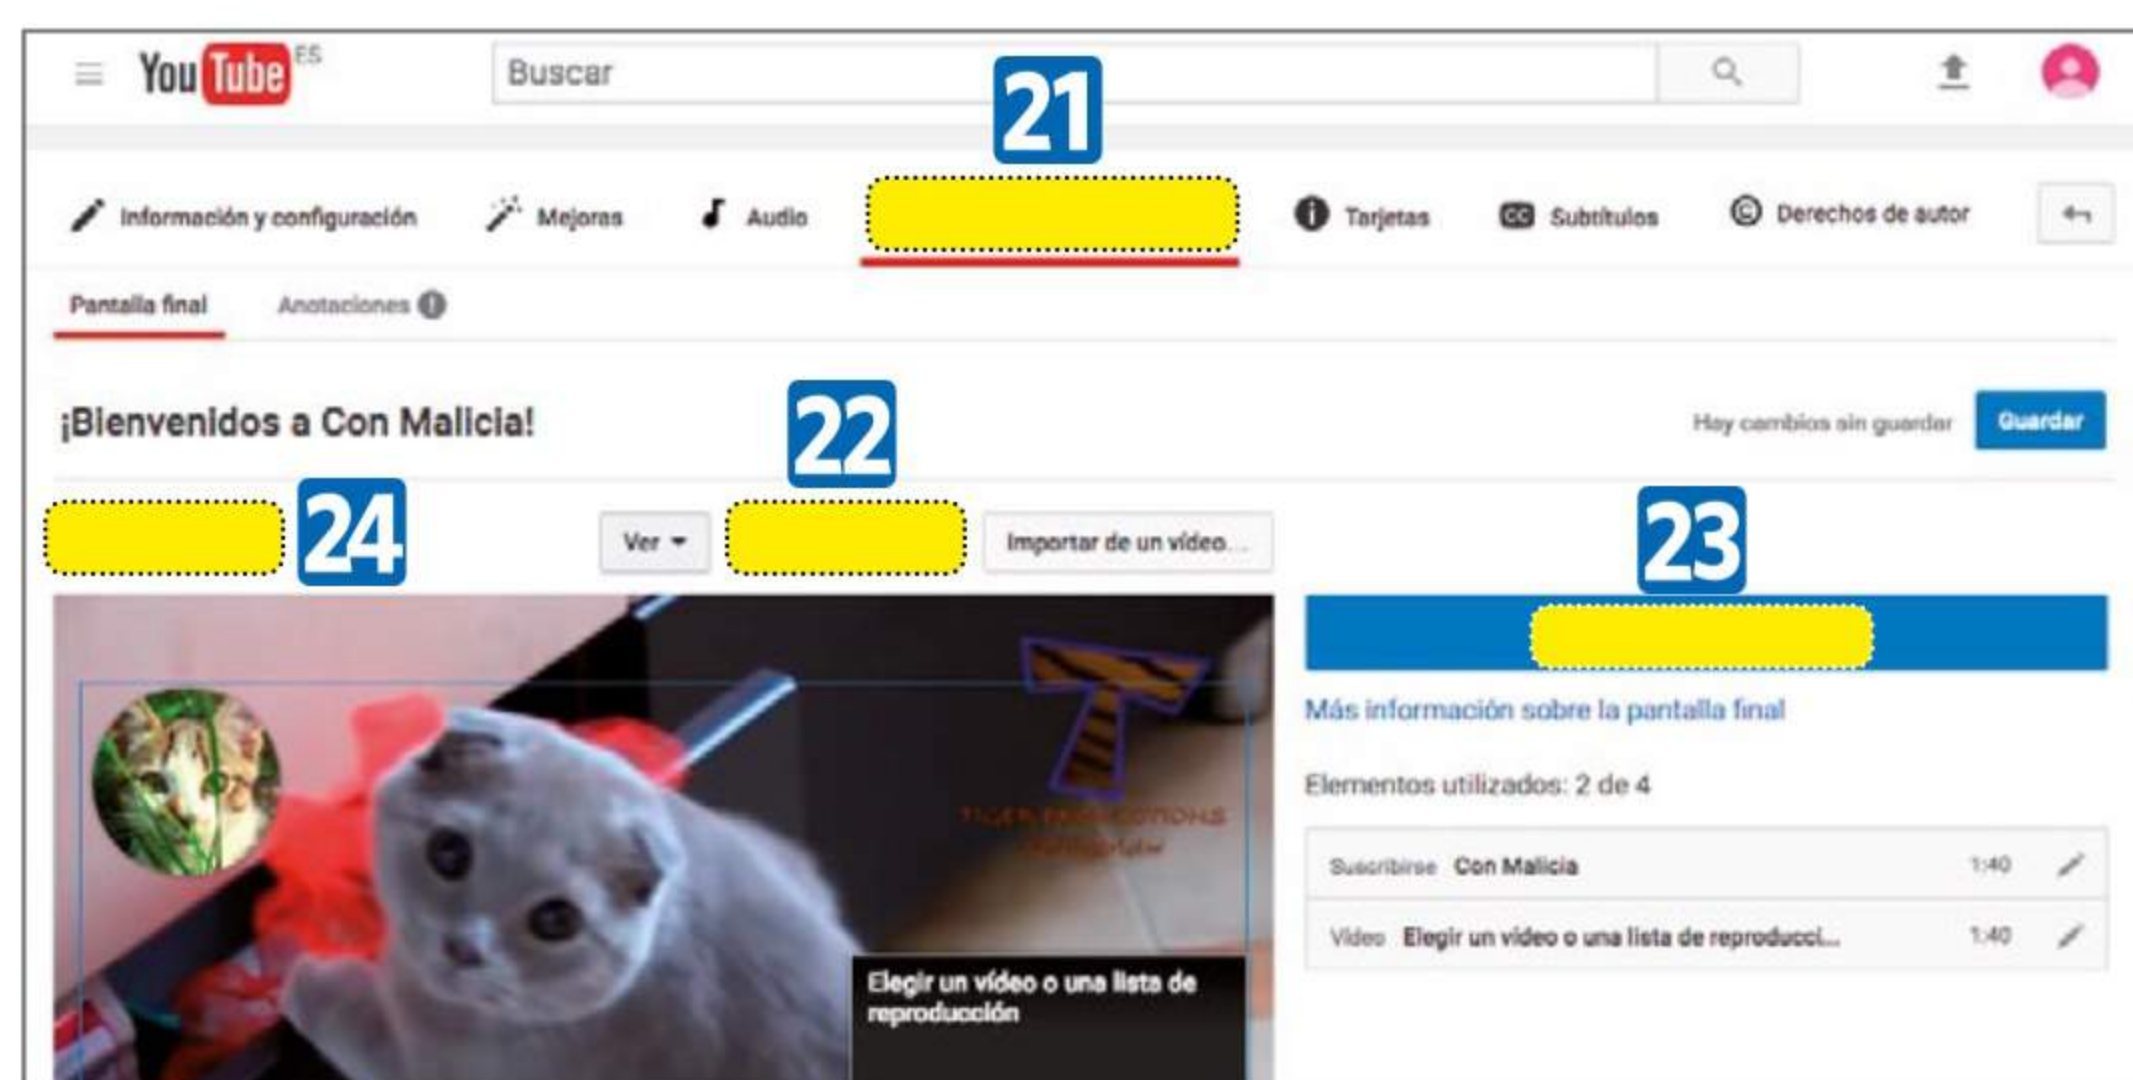 YouTube ES
Buscar
21
Información y configuración Mejoras Audio Tarjetas CC Subtítulos Derechos de autor
Pantalla final Anotaciones
¡Bienvenidos a Con Malicia!
22
Hay cambios sin guardar Guardar
24
Ver
Importar de un vídeo...
23
Más información sobre la pantalla final
Elementos utilizados: 2 de 4
Suscribirse Con Malicia 1:40
Vídeo Elegir un vídeo o una lista de reproducci... 1:40
TIGER
Elegir un vídeo o una lista de
reproducción